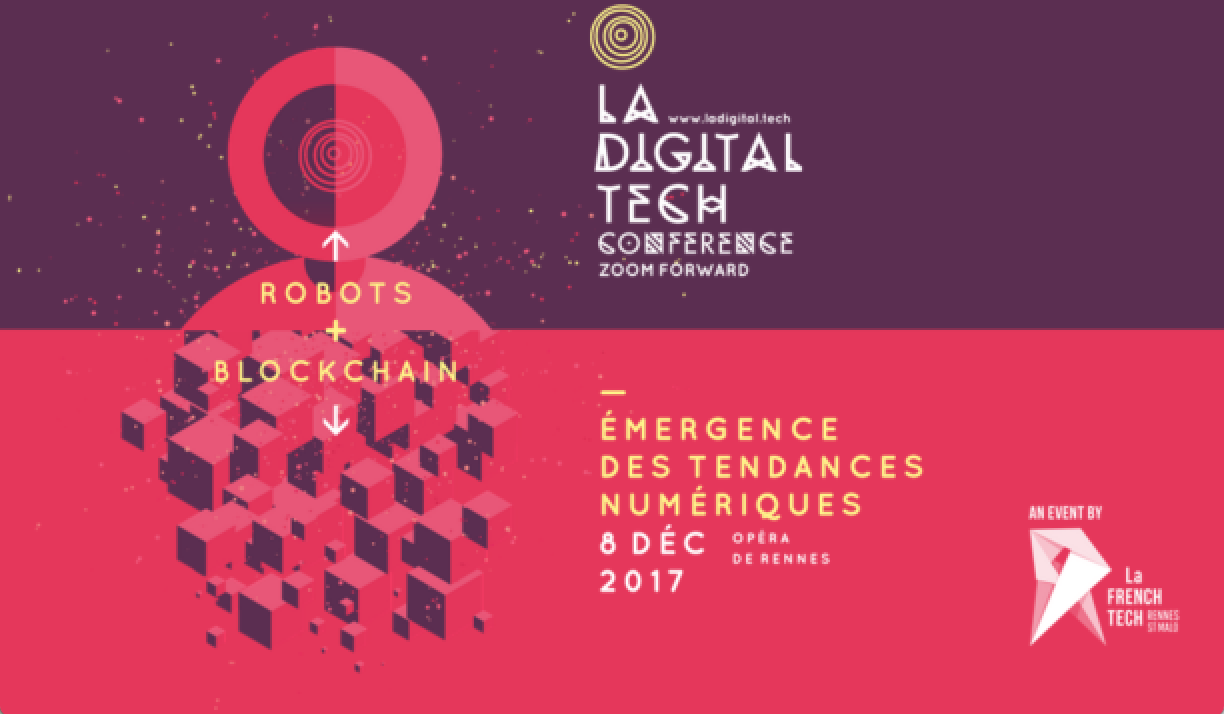 LA www.ladigital.tech
DIGITAL
TECH
CONFERENCE
ZOOM FORWARD
ROBOTS
+
BLOCKCHAIN
ÉMERGENCE
DES TENDANCES
NUMÉRIQUES
8 DÉC
2017
OPÉRA
DE RENNES
AN EVENT BY
La
FRENCH
TECH
RENNES
ST MALO